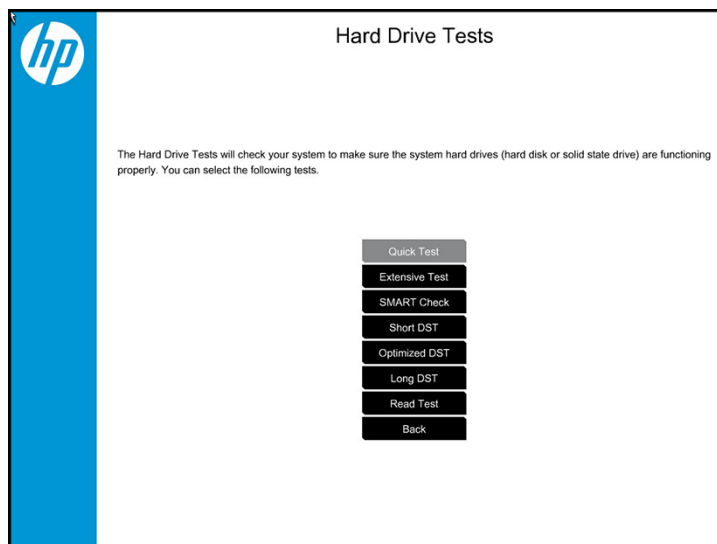 hp
Hard Drive Tests
The Hard Drive Tests will check your system to make sure the system hard drives (hard disk or solid state drive) are functioning
properly. You can select the following tests.
Quick Test
Extensive Test
SMART Check
Short DST
Optimized DST
Long DST
Read Test
Back